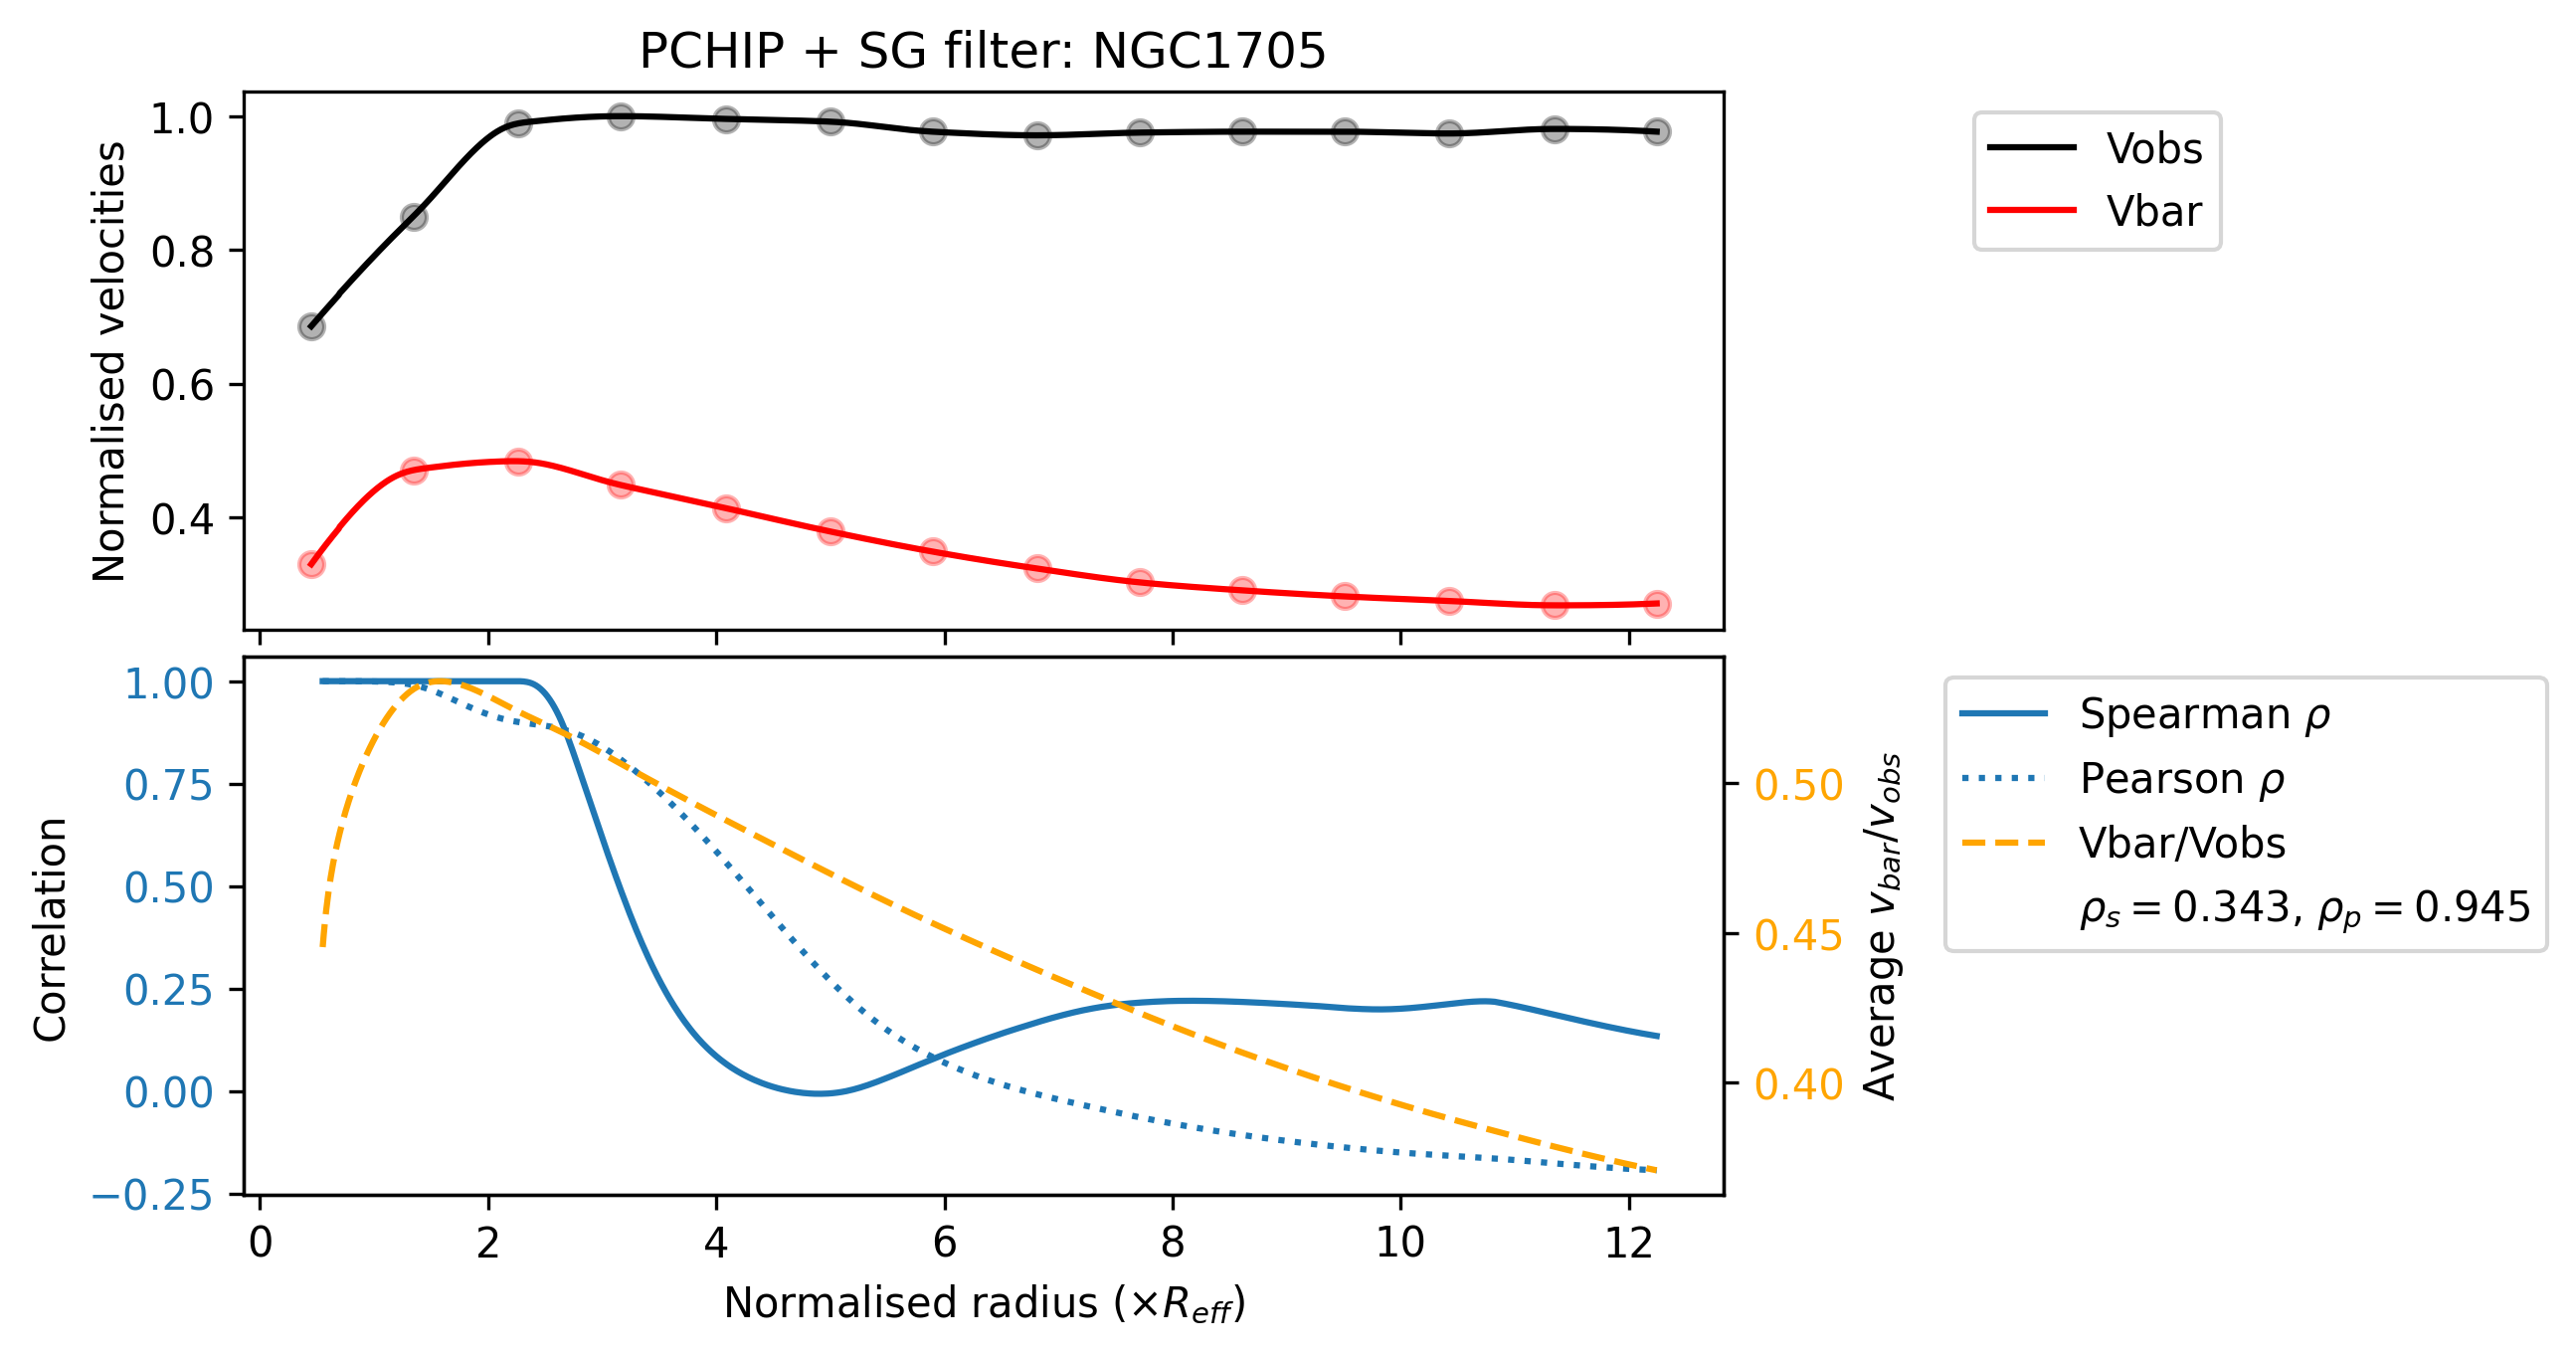 PCHIP + SG filter: NGC1705
Normalised velocities
1.0
0.8
0.6
0.4
Vobs
Vbar
Correlation
1.00
0.75
0.50
0.25
0.00
−0.25
0 2 4 6 8 10 12
Normalised radius (×R_eff)
0.50
0.45
0.40
Average v_bar/v_obs
Spearman ρ
Pearson ρ
Vbar/Vobs
ρ_s = 0.343, ρ_p = 0.945